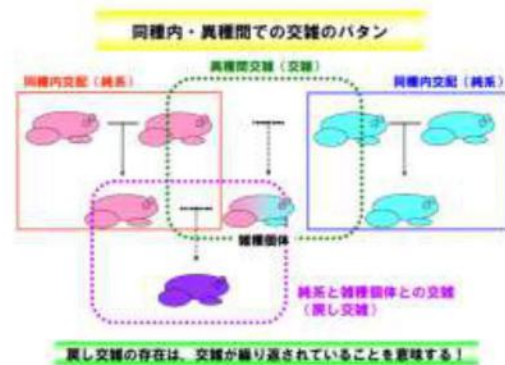 同種内・異種間での交雑のパタン
異種間交雑（交雑）
同種内交配（純系）
同種内交配（純系）
雑種個体
純系と雑種個体との交雑
（戻し交雑）
戻し交雑の存在は、交雑が繰り返されていることを意味する！